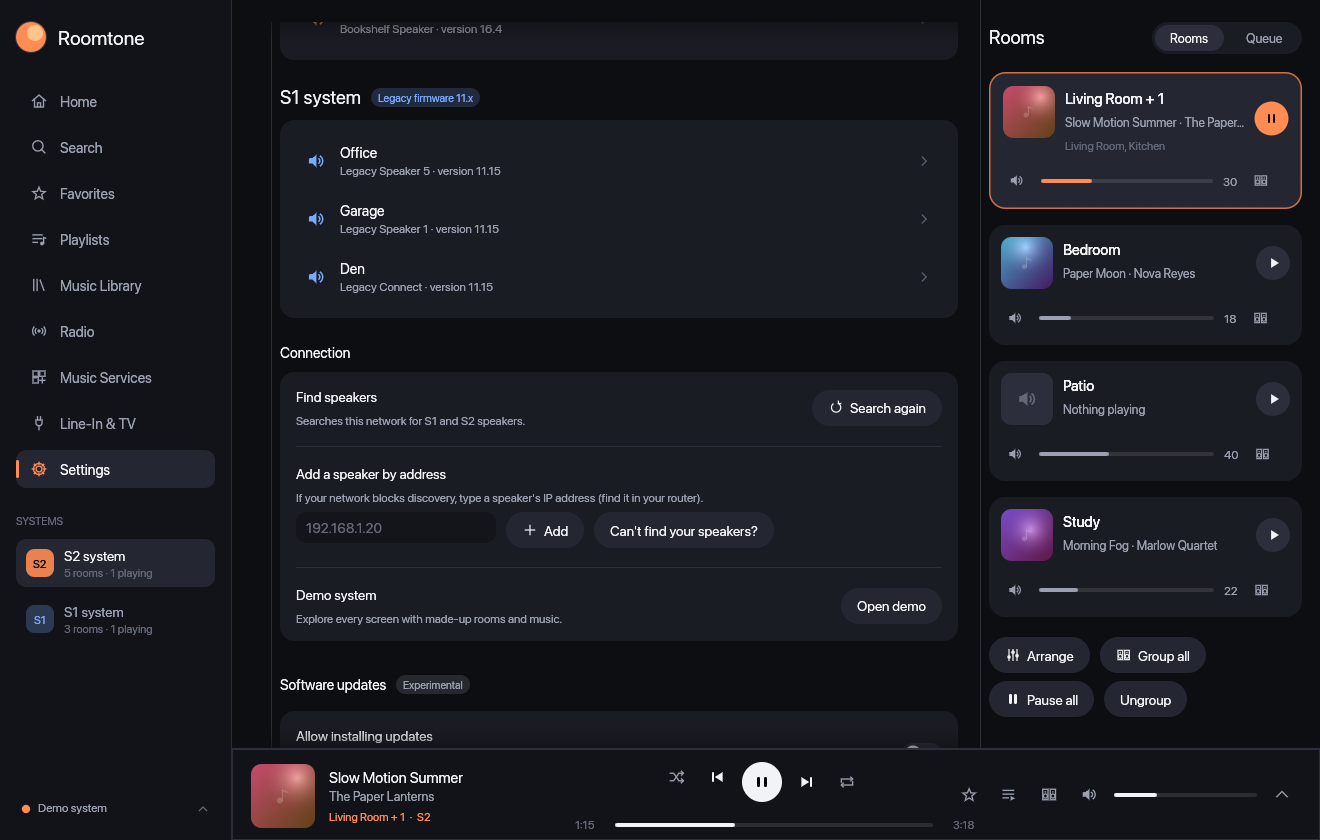 Roomtone
Home
Search
Favorites
Playlists
Music Library
Radio
Music Services
Line-In & TV
Settings
SYSTEMS
S2
S2 system
5 rooms · 1 playing
S1
S1 system
3 rooms · 1 playing
Demo system
Bookshelf Speaker · version 16.4
S1 system
Legacy firmware 11.x
Office
Legacy Speaker 5 · version 11.15
Garage
Legacy Speaker 1 · version 11.15
Den
Legacy Connect · version 11.15
Connection
Find speakers
Searches this network for S1 and S2 speakers.
Search again
Add a speaker by address
If your network blocks discovery, type a speaker's IP address (find it in your router).
192.168.1.20
Add
Can't find your speakers?
Demo system
Explore every screen with made-up rooms and music.
Open demo
Software updates
Experimental
Allow installing updates
Rooms
Rooms
Queue
Living Room + 1
Slow Motion Summer · The Paper...
Living Room, Kitchen
30
Bedroom
Paper Moon · Nova Reyes
18
Patio
Nothing playing
40
Study
Morning Fog · Marlow Quartet
22
Arrange
Group all
Pause all
Ungroup
Slow Motion Summer
The Paper Lanterns
Living Room + 1 · S2
1:15
3:18